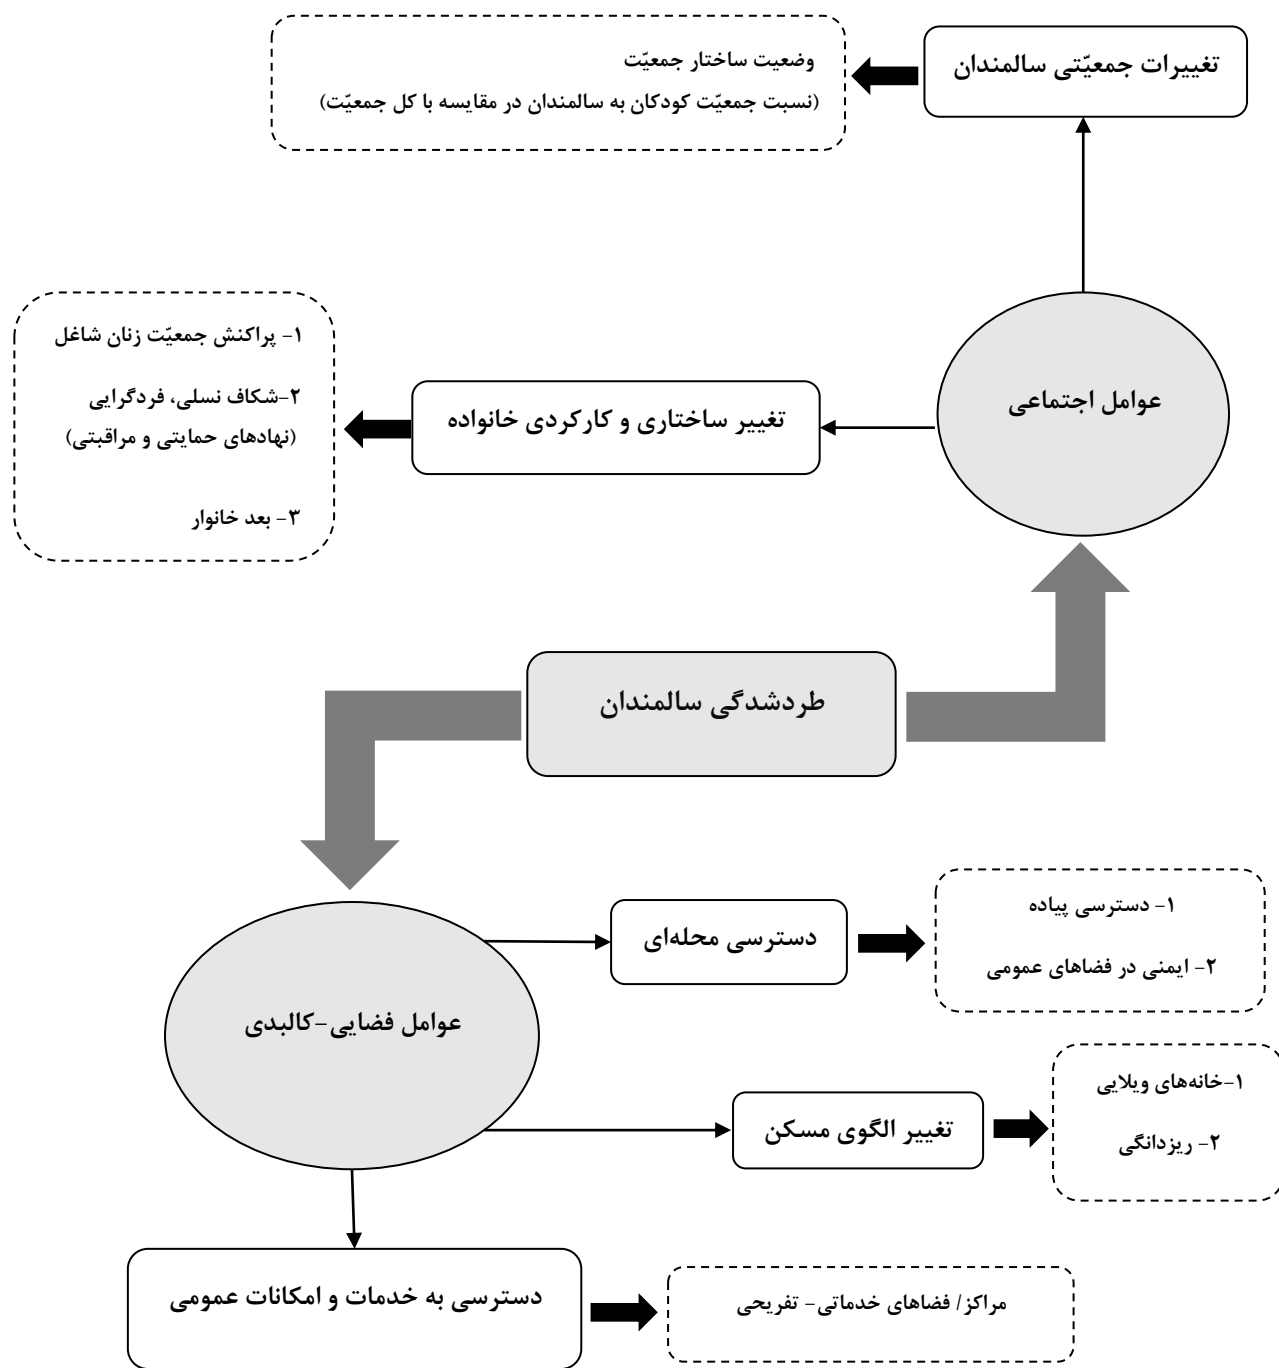 تغییرات جمعیّتی سالمندان
وضعیت ساختار جمعیّت
(نسبت جمعیّت کودکان به سالمندان در مقایسه با کل جمعیّت)
عوامل اجتماعی
تغییر ساختاری و کارکردی خانواده
۱- پراکنش جمعیّت زنان شاغل
۲-شکاف نسلی، فردگرایی
(نهادهای حمایتی و مراقبتی)
۳- بعد خانوار
طردشدگی سالمندان
عوامل فضایی-کالبدی
دسترسی محله‌ای
۱- دسترسی پیاده
۲- ایمنی در فضاهای عمومی
تغییر الگوی مسکن
۱-خانه‌های ویلایی
۲- ریزدانگی
دسترسی به خدمات و امکانات عمومی
مراکز/ فضاهای خدماتی- تفریحی